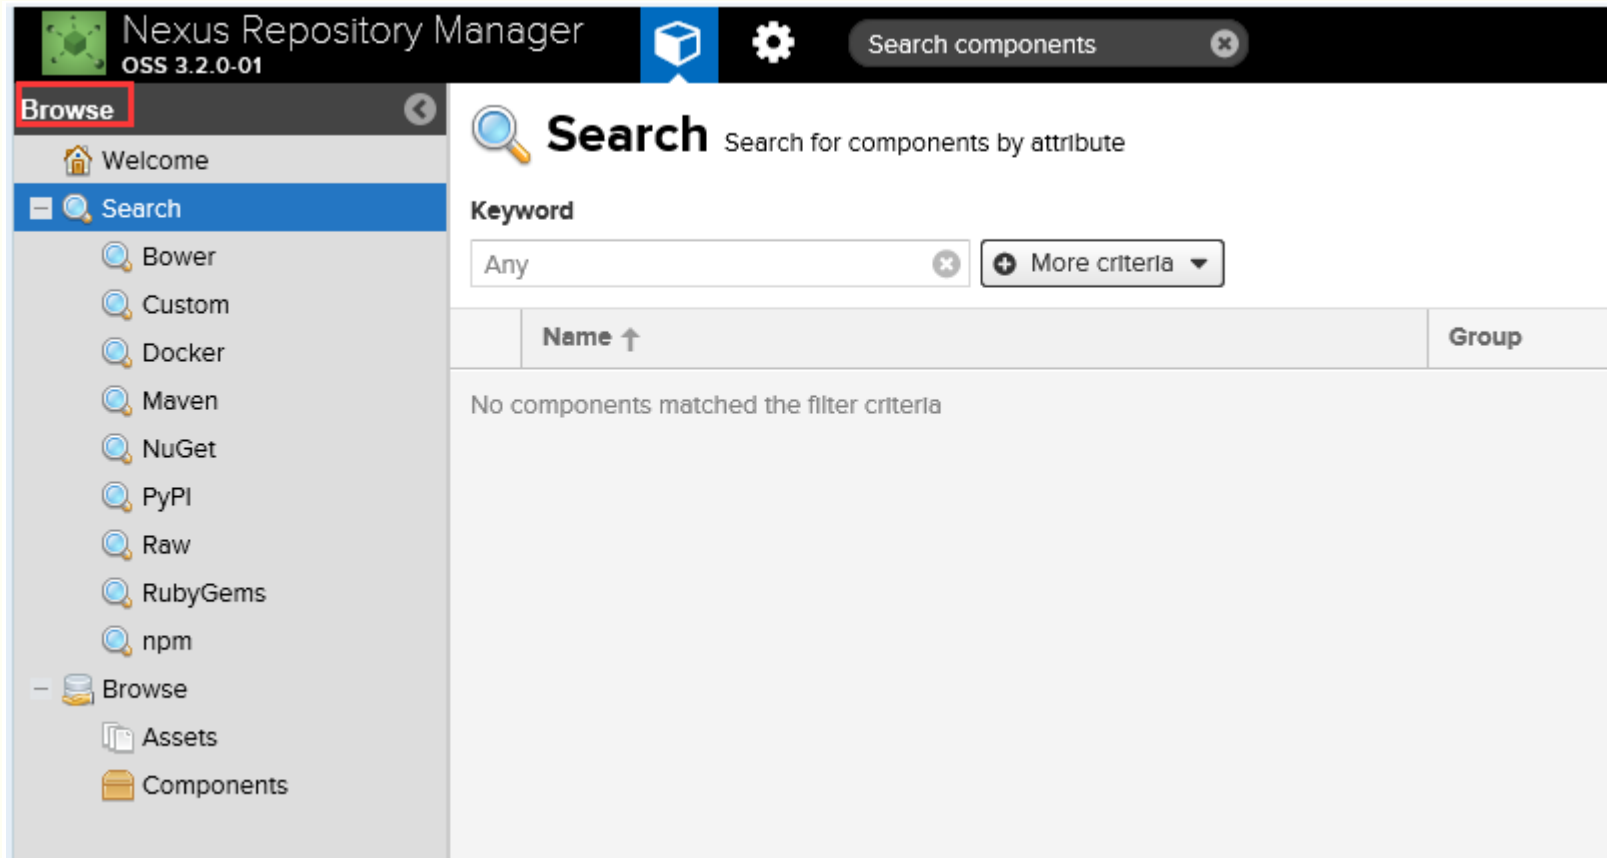 Nexus Repository Manager
OSS 3.2.0-01
Search components
Browse
Welcome
Search
Bower
Custom
Docker
Maven
NuGet
PyPI
Raw
RubyGems
npm
Browse
Assets
Components
Search Search for components by attribute
Keyword
Any More criteria
Name Group
No components matched the filter criteria